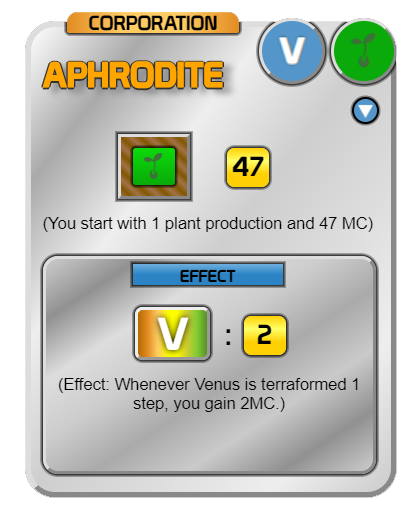 CORPORATION
V
APHRODITE
47
(You start with 1 plant production and 47 MC)
EFFECT
V : 2
(Effect: Whenever Venus is terraformed 1
step, you gain 2MC.)